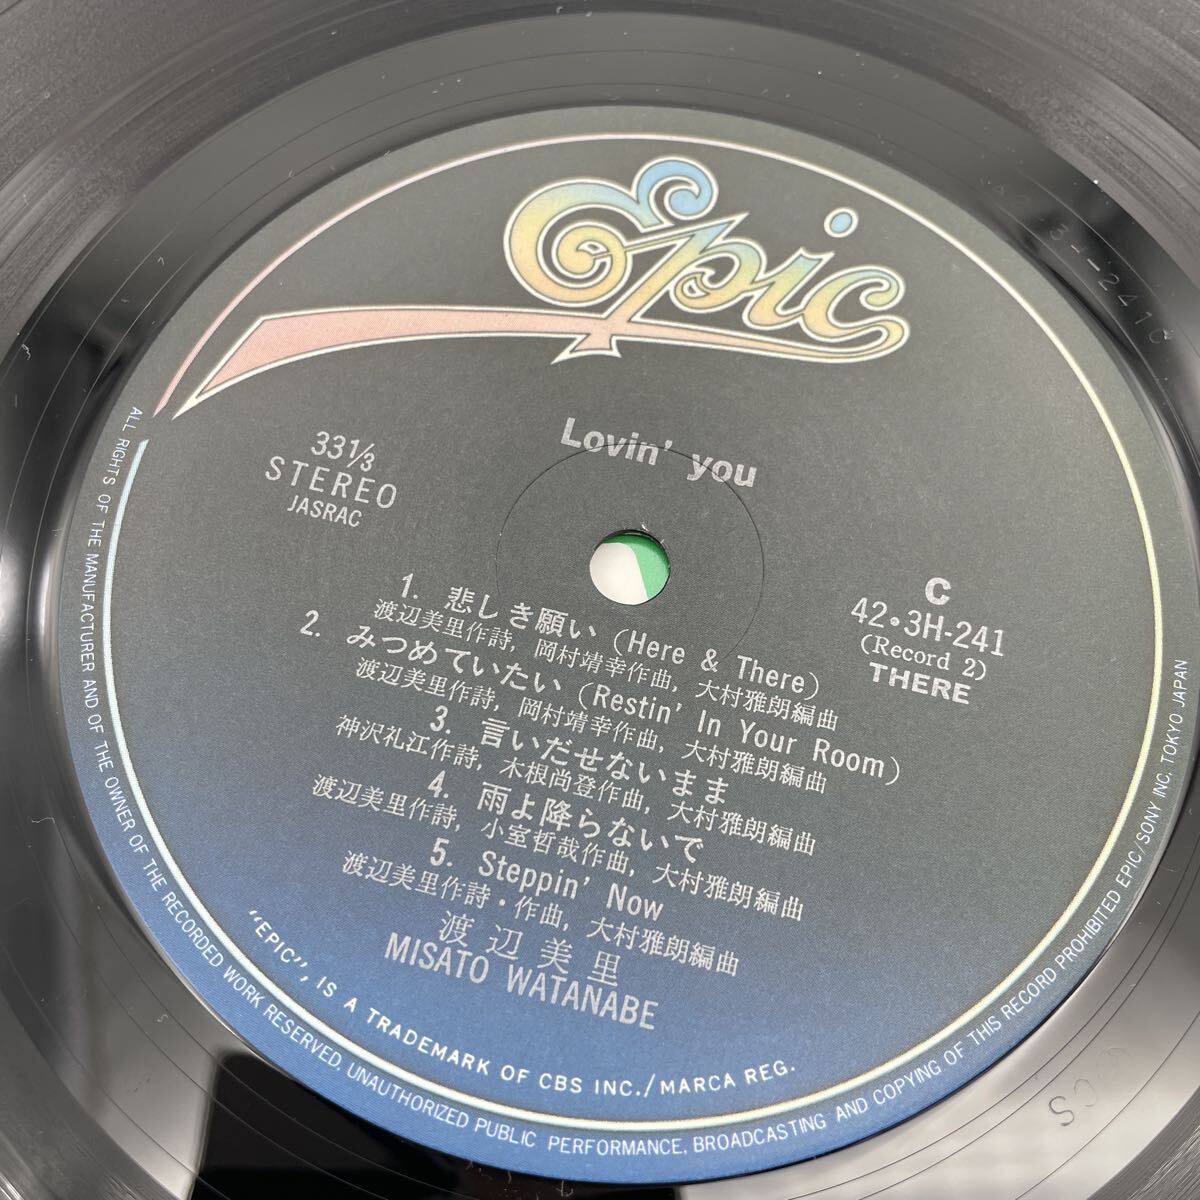 Epic
Lovin' you
33⅓
STEREO
JASRAC
C
42・3H-241
(Record 2)
THERE
1. 悲しき願い (Here & There)
渡辺美里作詩, 岡村靖幸作曲, 大村雅朗編曲
2. みつめていたい (Restin' In Your Room)
渡辺美里作詩, 岡村靖幸作曲, 大村雅朗編曲
3. 言いだせないまま
神沢礼江作詩, 木根尚登作曲, 大村雅朗編曲
4. 雨よ降らないで
渡辺美里作詩, 小室哲哉作曲, 大村雅朗編曲
5. Steppin' Now
渡辺美里作詩・作曲, 大村雅朗編曲
渡辺美里
MISATO WATANABE
"EPIC", IS A TRADEMARK OF CBS INC./MARCA REG.
ALL RIGHTS OF THE MANUFACTURER AND OF THE OWNER OF THE RECORDED WORK RESERVED, UNAUTHORIZED PUBLIC PERFORMANCE, BROADCASTING AND COPYING OF THIS RECORD PROHIBITED EPIC/SONY INC. TOKYO JAPAN